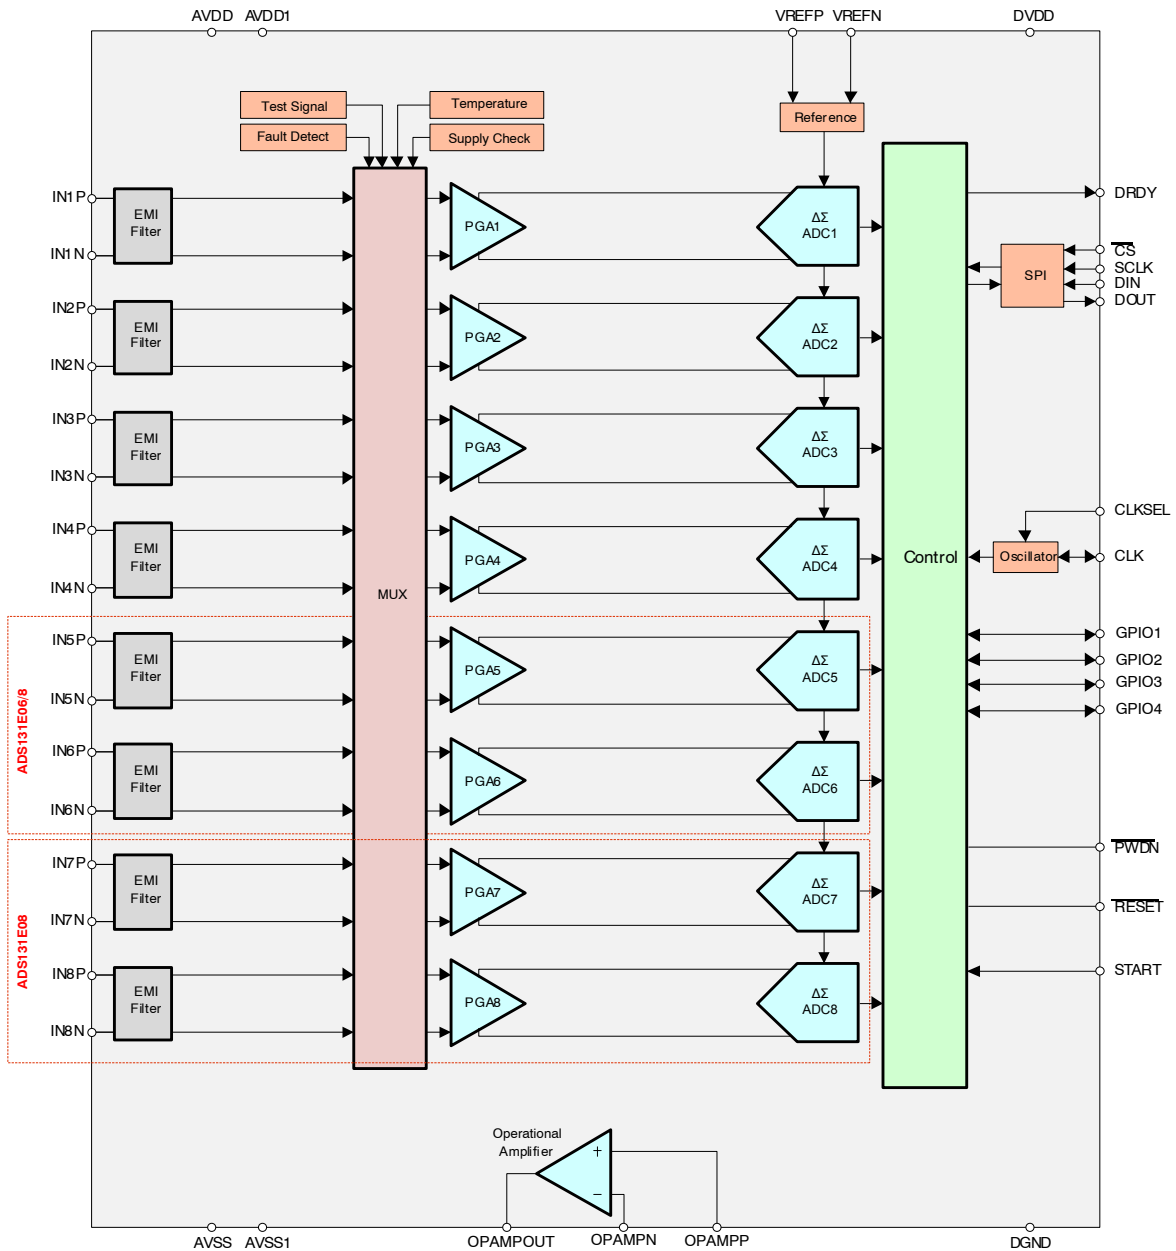 AVDD AVDD1 VREFP VREFN DVDD
Test Signal
Temperature
Fault Detect
Supply Check
Reference
IN1P
EMI
Filter
IN1N
PGA1
ΔΣ
ADC1
DRDY
CS
SCLK
DIN
DOUT
SPI
IN2P
EMI
Filter
IN2N
PGA2
ΔΣ
ADC2
IN3P
EMI
Filter
IN3N
PGA3
ΔΣ
ADC3
IN4P
EMI
Filter
IN4N
PGA4
ΔΣ
ADC4
MUX
Control
CLKSEL
Oscillator
CLK
ADS131E06/8
IN5P
EMI
Filter
IN5N
PGA5
ΔΣ
ADC5
GPIO1
GPIO2
GPIO3
GPIO4
IN6P
EMI
Filter
IN6N
PGA6
ΔΣ
ADC6
ADS131E08
IN7P
EMI
Filter
IN7N
PGA7
ΔΣ
ADC7
PWDN
RESET
IN8P
EMI
Filter
IN8N
PGA8
ΔΣ
ADC8
START
Operational
Amplifier
+
−
AVSS AVSS1 OPAMPOUT OPAMPN OPAMPP DGND